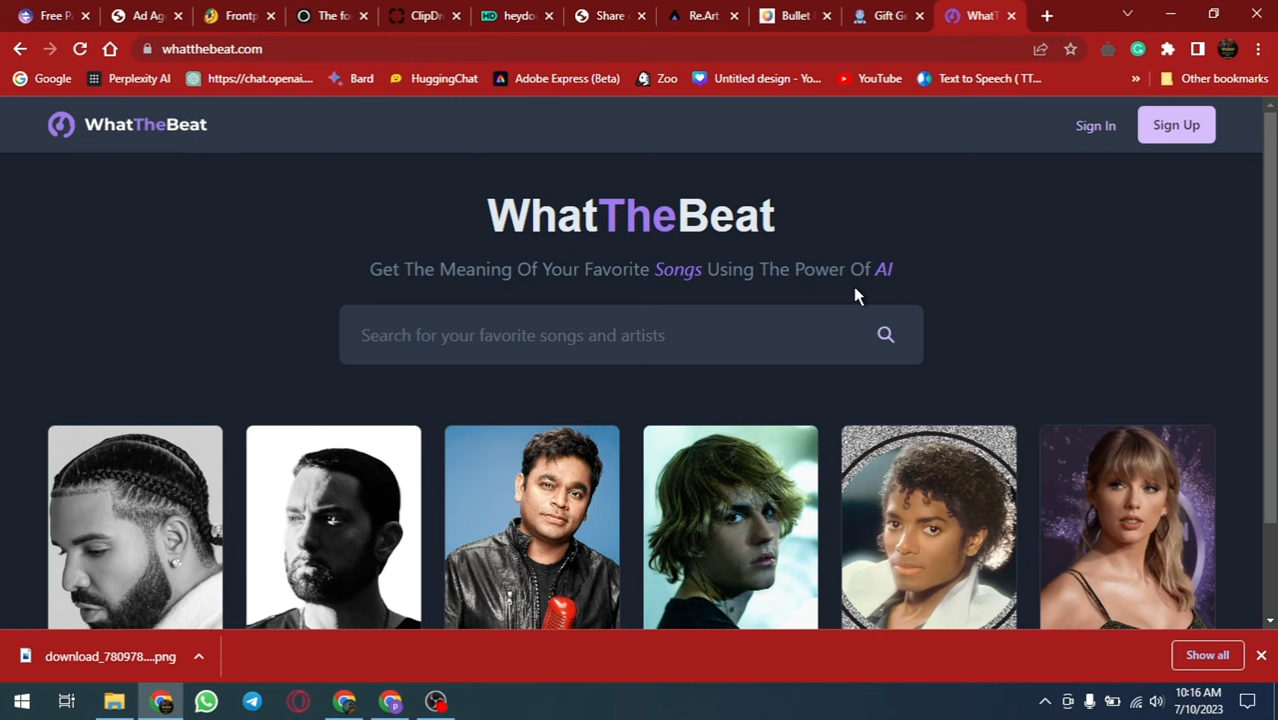 Free P
Ad Ag
Frontp
The fo
ClipDr
heydo
Share
Re.Art
Bullet
Gift Ge
WhatT
whatthebeat.com
Google
Perplexity AI
https://chat.openai....
Bard
HuggingChat
Adobe Express (Beta)
Zoo
Untitled design - Yo...
YouTube
Text to Speech ( TT...
»
Other bookmarks
WhatTheBeat
Sign In
Sign Up
WhatTheBeat
Get The Meaning Of Your Favorite Songs Using The Power Of AI
Search for your favorite songs and artists
download_780978....png
Show all
10:16 AM
7/10/2023